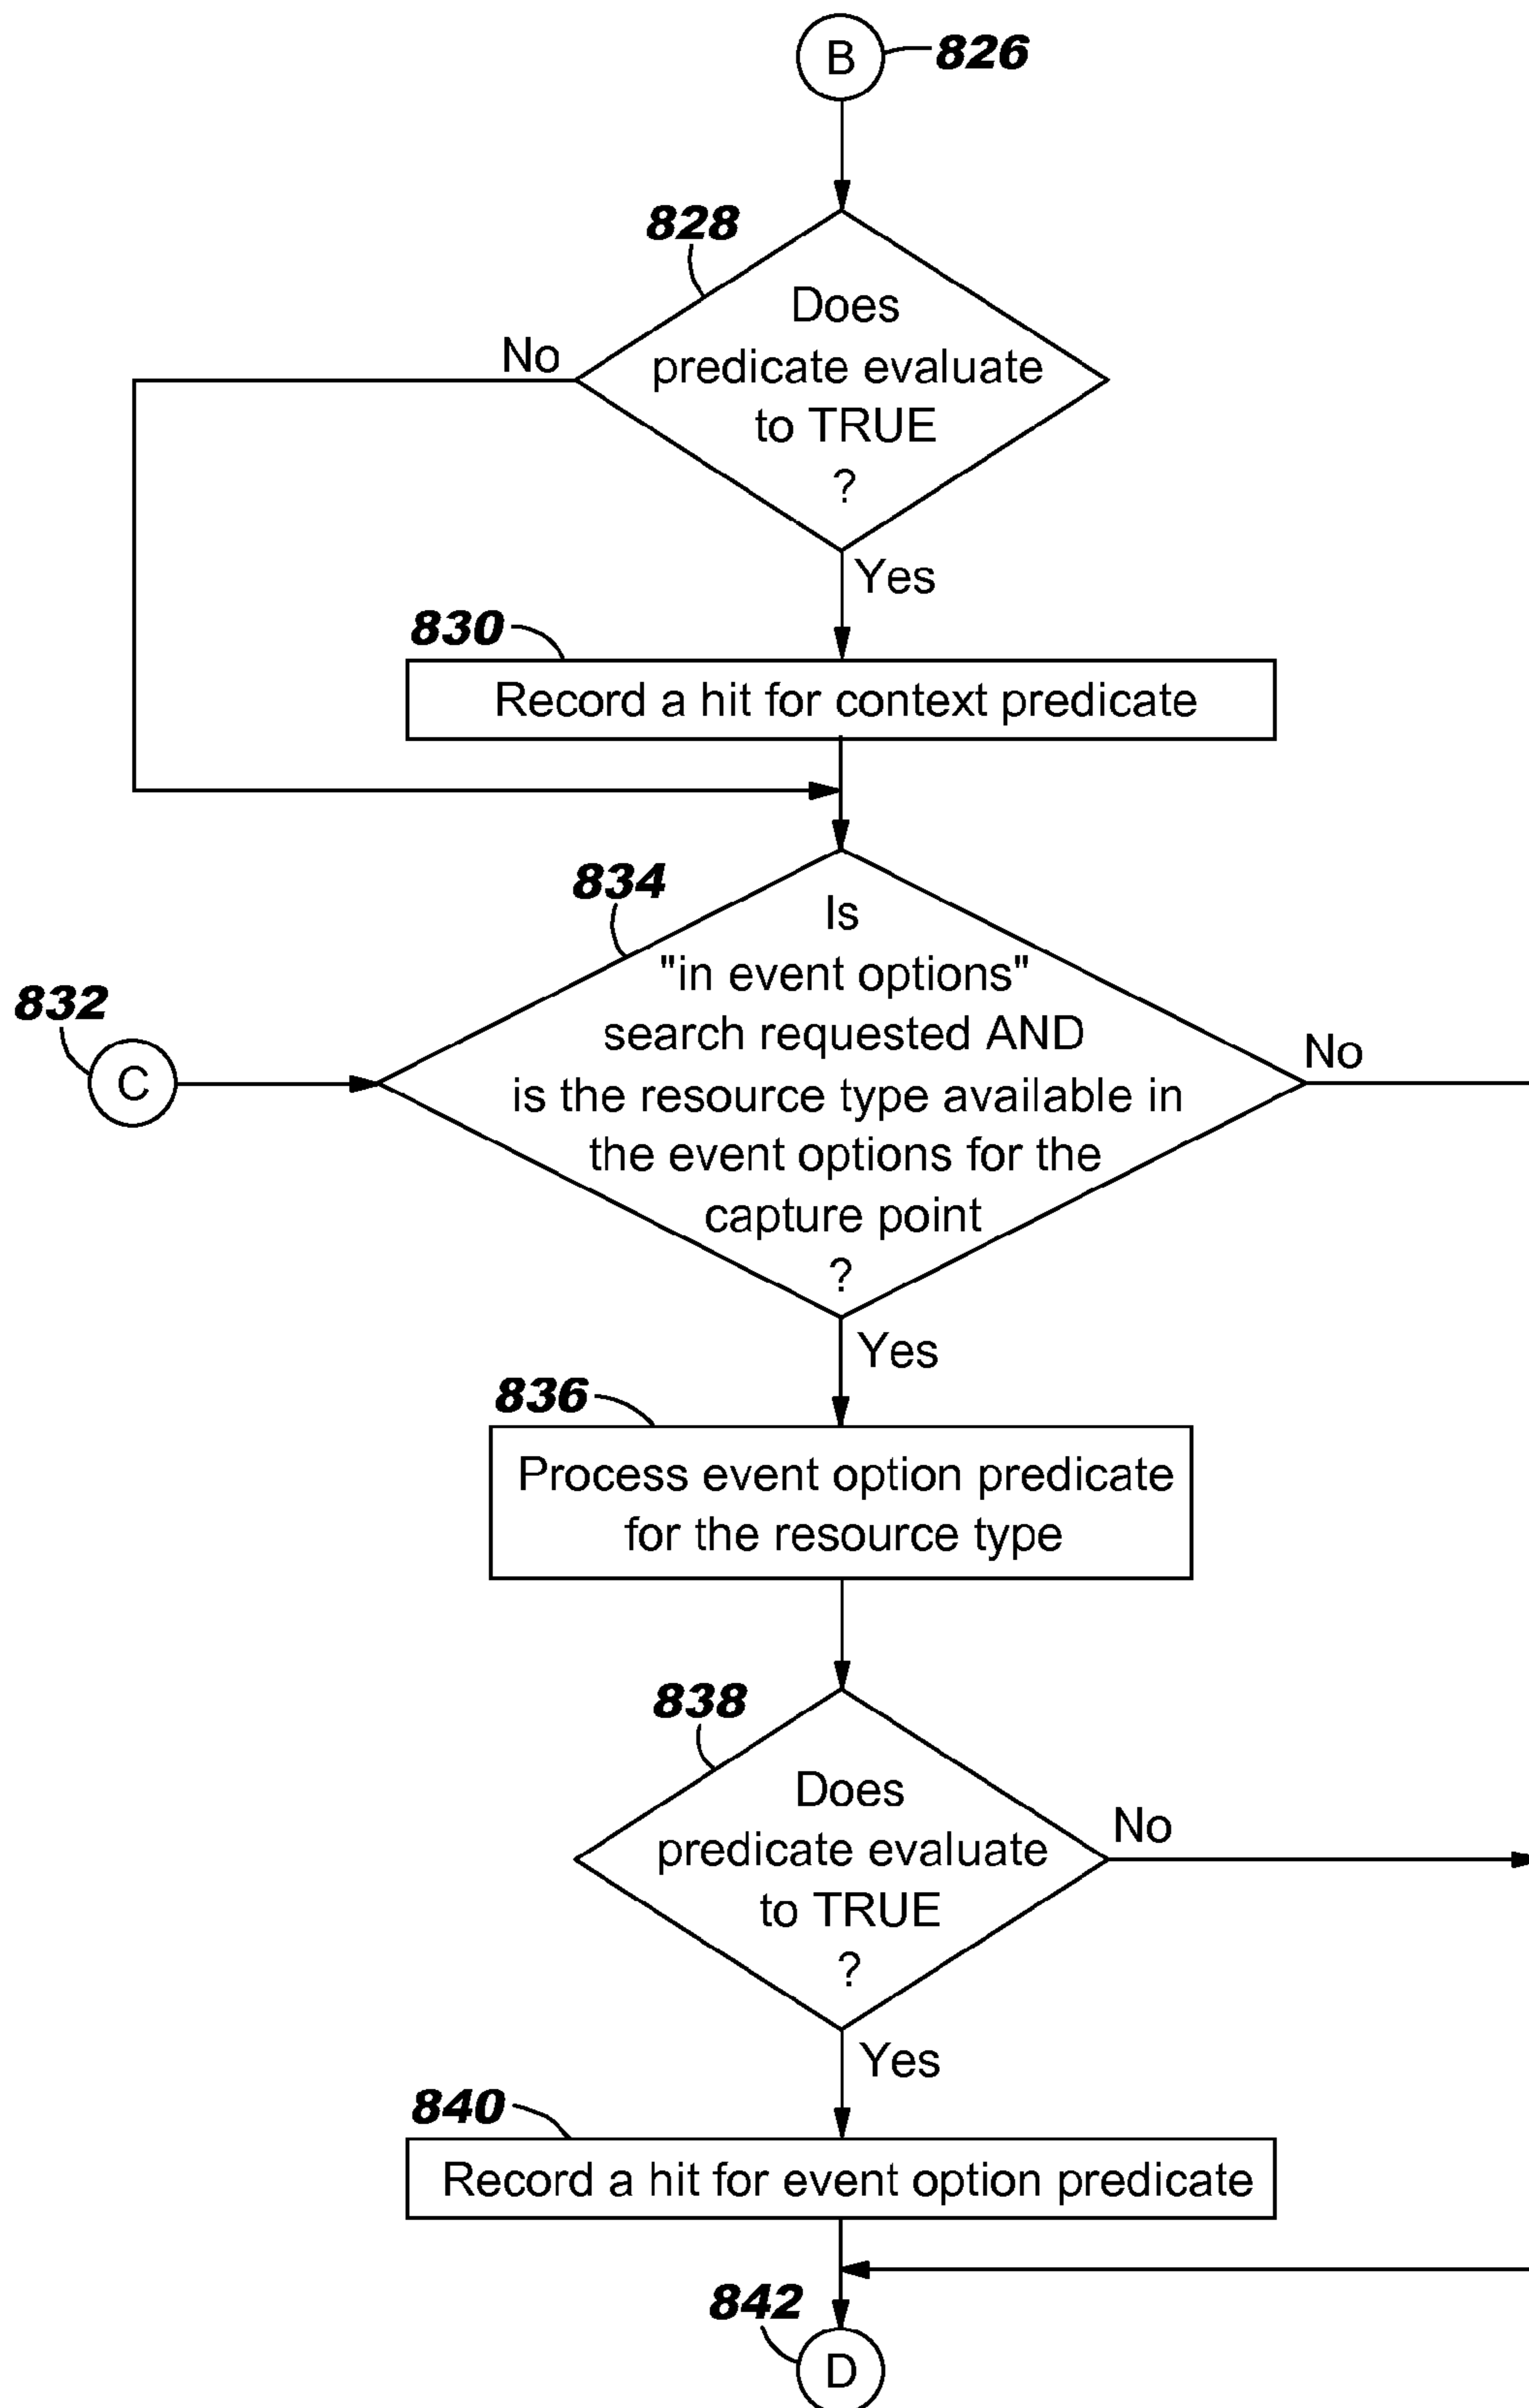 B
826
828
Does
predicate evaluate
to TRUE
?
No
Yes
830
Record a hit for context predicate
834
Is
"in event options"
search requested AND
is the resource type available in
the event options for the
capture point
?
832
C
No
Yes
836
Process event option predicate
for the resource type
838
Does
predicate evaluate
to TRUE
?
No
Yes
840
Record a hit for event option predicate
842
D